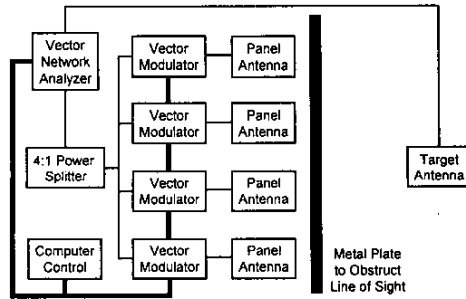 Vector
Network
Analyzer
4:1 Power
Splitter
Computer
Control
Vector
Modulator
Vector
Modulator
Vector
Modulator
Vector
Modulator
Panel
Antenna
Panel
Antenna
Panel
Antenna
Panel
Antenna
Metal Plate
to Obstruct
Line of Sight
Target
Antenna